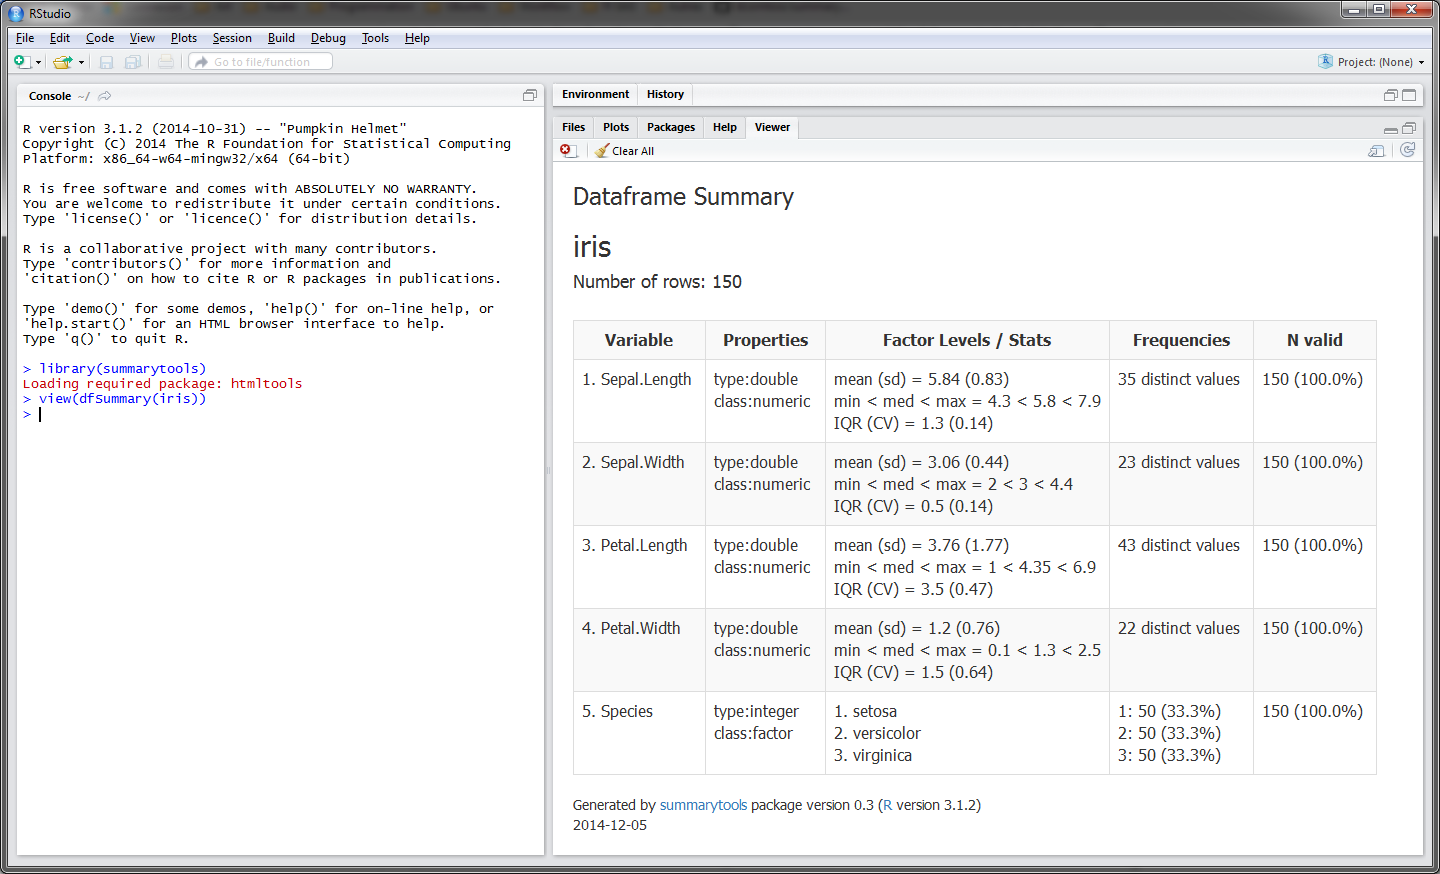 RStudio
File Edit Code View Plots Session Build Debug Tools Help
Go to file/function
Project: (None)
Console ~/
R version 3.1.2 (2014-10-31) -- "Pumpkin Helmet"
Copyright (C) 2014 The R Foundation for Statistical Computing
Platform: x86_64-w64-mingw32/x64 (64-bit)
R is free software and comes with ABSOLUTELY NO WARRANTY.
You are welcome to redistribute it under certain conditions.
Type 'license()' or 'licence()' for distribution details.
R is a collaborative project with many contributors.
Type 'contributors()' for more information and
'citation()' on how to cite R or R packages in publications.
Type 'demo()' for some demos, 'help()' for on-line help, or
'help.start()' for an HTML browser interface to help.
Type 'q()' to quit R.
> library(summarytools)
Loading required package: htmltools
> view(dfSummary(iris))
>
Environment History
Files Plots Packages Help Viewer
Clear All
Dataframe Summary
iris
Number of rows: 150
Variable Properties Factor Levels / Stats Frequencies N valid
1. Sepal.Length type:double mean (sd) = 5.84 (0.83) 35 distinct values 150 (100.0%)
class:numeric min < med < max = 4.3 < 5.8 < 7.9
IQR (CV) = 1.3 (0.14)
2. Sepal.Width type:double mean (sd) = 3.06 (0.44) 23 distinct values 150 (100.0%)
class:numeric min < med < max = 2 < 3 < 4.4
IQR (CV) = 0.5 (0.14)
3. Petal.Length type:double mean (sd) = 3.76 (1.77) 43 distinct values 150 (100.0%)
class:numeric min < med < max = 1 < 4.35 < 6.9
IQR (CV) = 3.5 (0.47)
4. Petal.Width type:double mean (sd) = 1.2 (0.76) 22 distinct values 150 (100.0%)
class:numeric min < med < max = 0.1 < 1.3 < 2.5
IQR (CV) = 1.5 (0.64)
5. Species type:integer 1. setosa 1: 50 (33.3%) 150 (100.0%)
class:factor 2. versicolor 2: 50 (33.3%)
3. virginica 3: 50 (33.3%)
Generated by summarytools package version 0.3 (R version 3.1.2)
2014-12-05